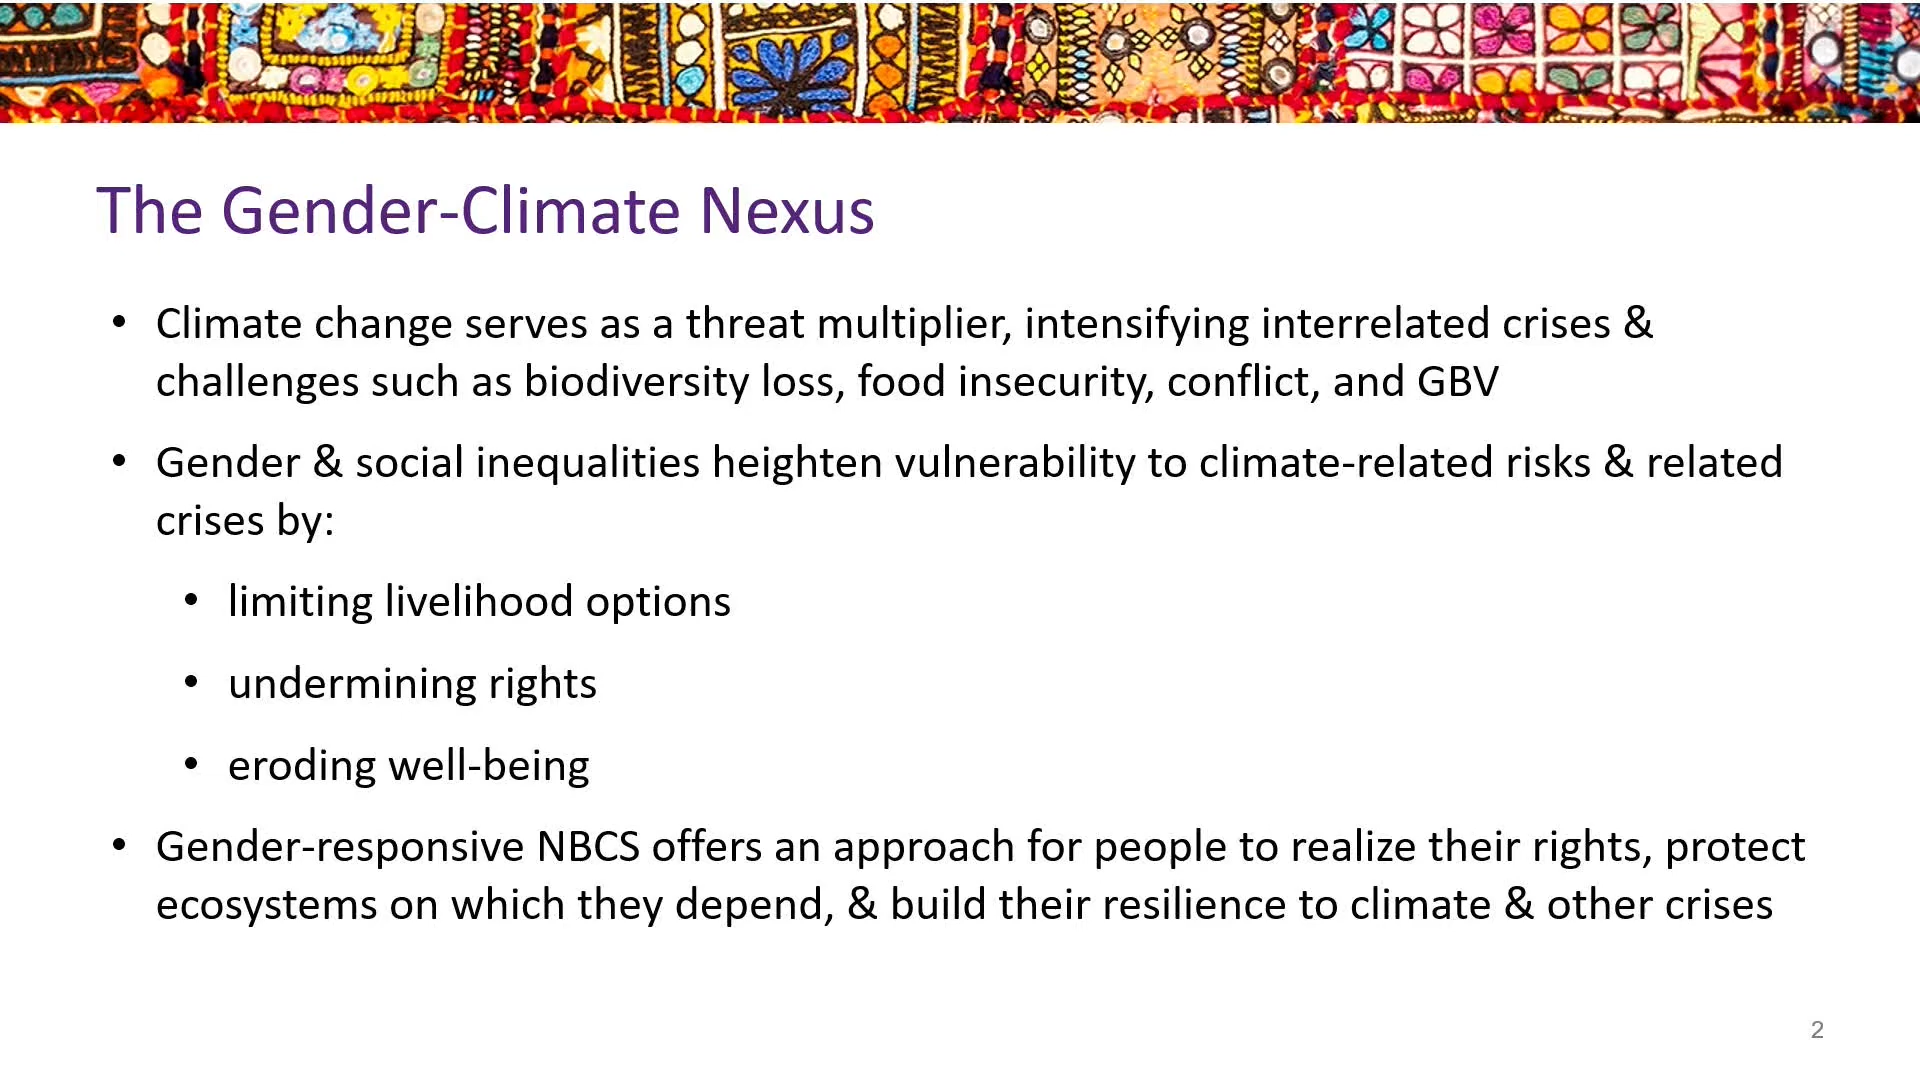 The Gender-Climate Nexus
• Climate change serves as a threat multiplier, intensifying interrelated crises &
challenges such as biodiversity loss, food insecurity, conflict, and GBV
• Gender & social inequalities heighten vulnerability to climate-related risks & related
crises by:
• limiting livelihood options
• undermining rights
• eroding well-being
• Gender-responsive NBCS offers an approach for people to realize their rights, protect
ecosystems on which they depend, & build their resilience to climate & other crises
2